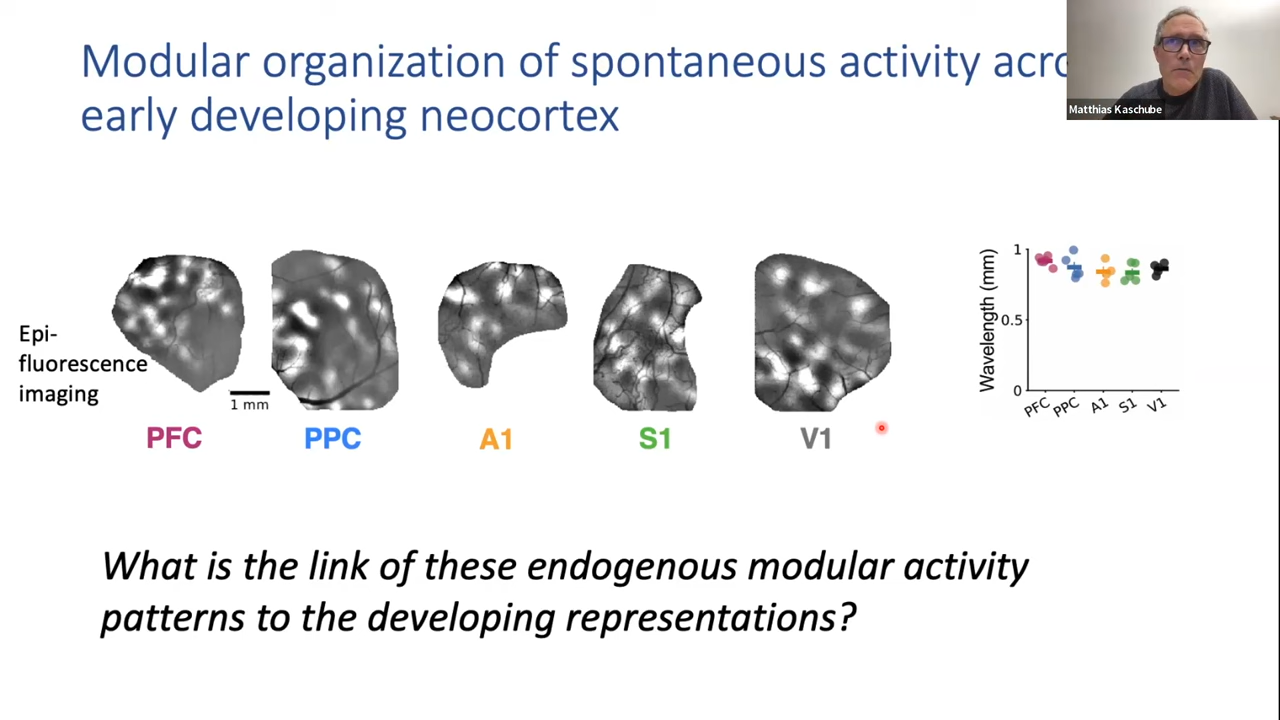 Modular organization of spontaneous activity
early developing neocortex
Matthias Kaschube
Epi-
fluorescence
imaging
1 mm
PFC
PPC
A1
S1
V1
Wavelength (mm)
1
0.5
0
PFC
PPC
A1
S1
V1
What is the link of these endogenous modular activity
patterns to the developing representations?